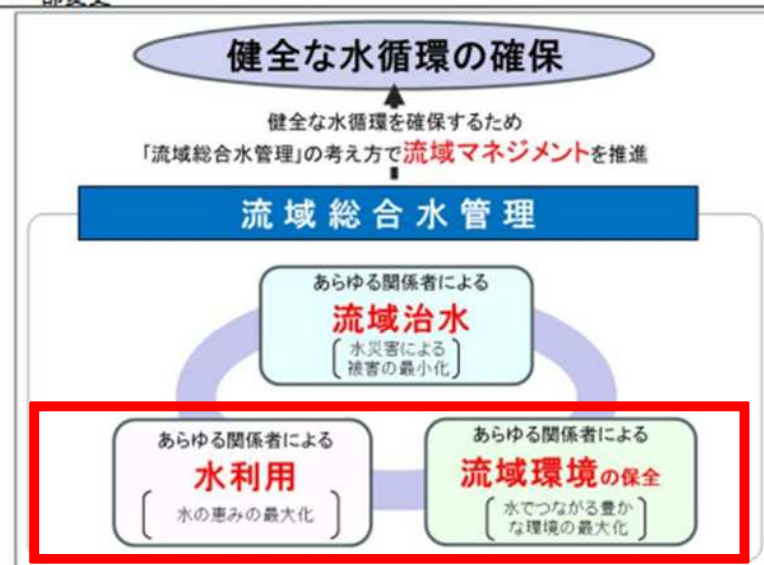 健全な水循環の確保
健全な水循環を確保するため
「流域総合水管理」の考え方で流域マネジメントを推進
流域総合水管理
あらゆる関係者による
流域治水
水災害による
被害の最小化
あらゆる関係者による
水利用
水の恵みの最大化
あらゆる関係者による
流域環境の保全
水でつながる豊か
な環境の最大化